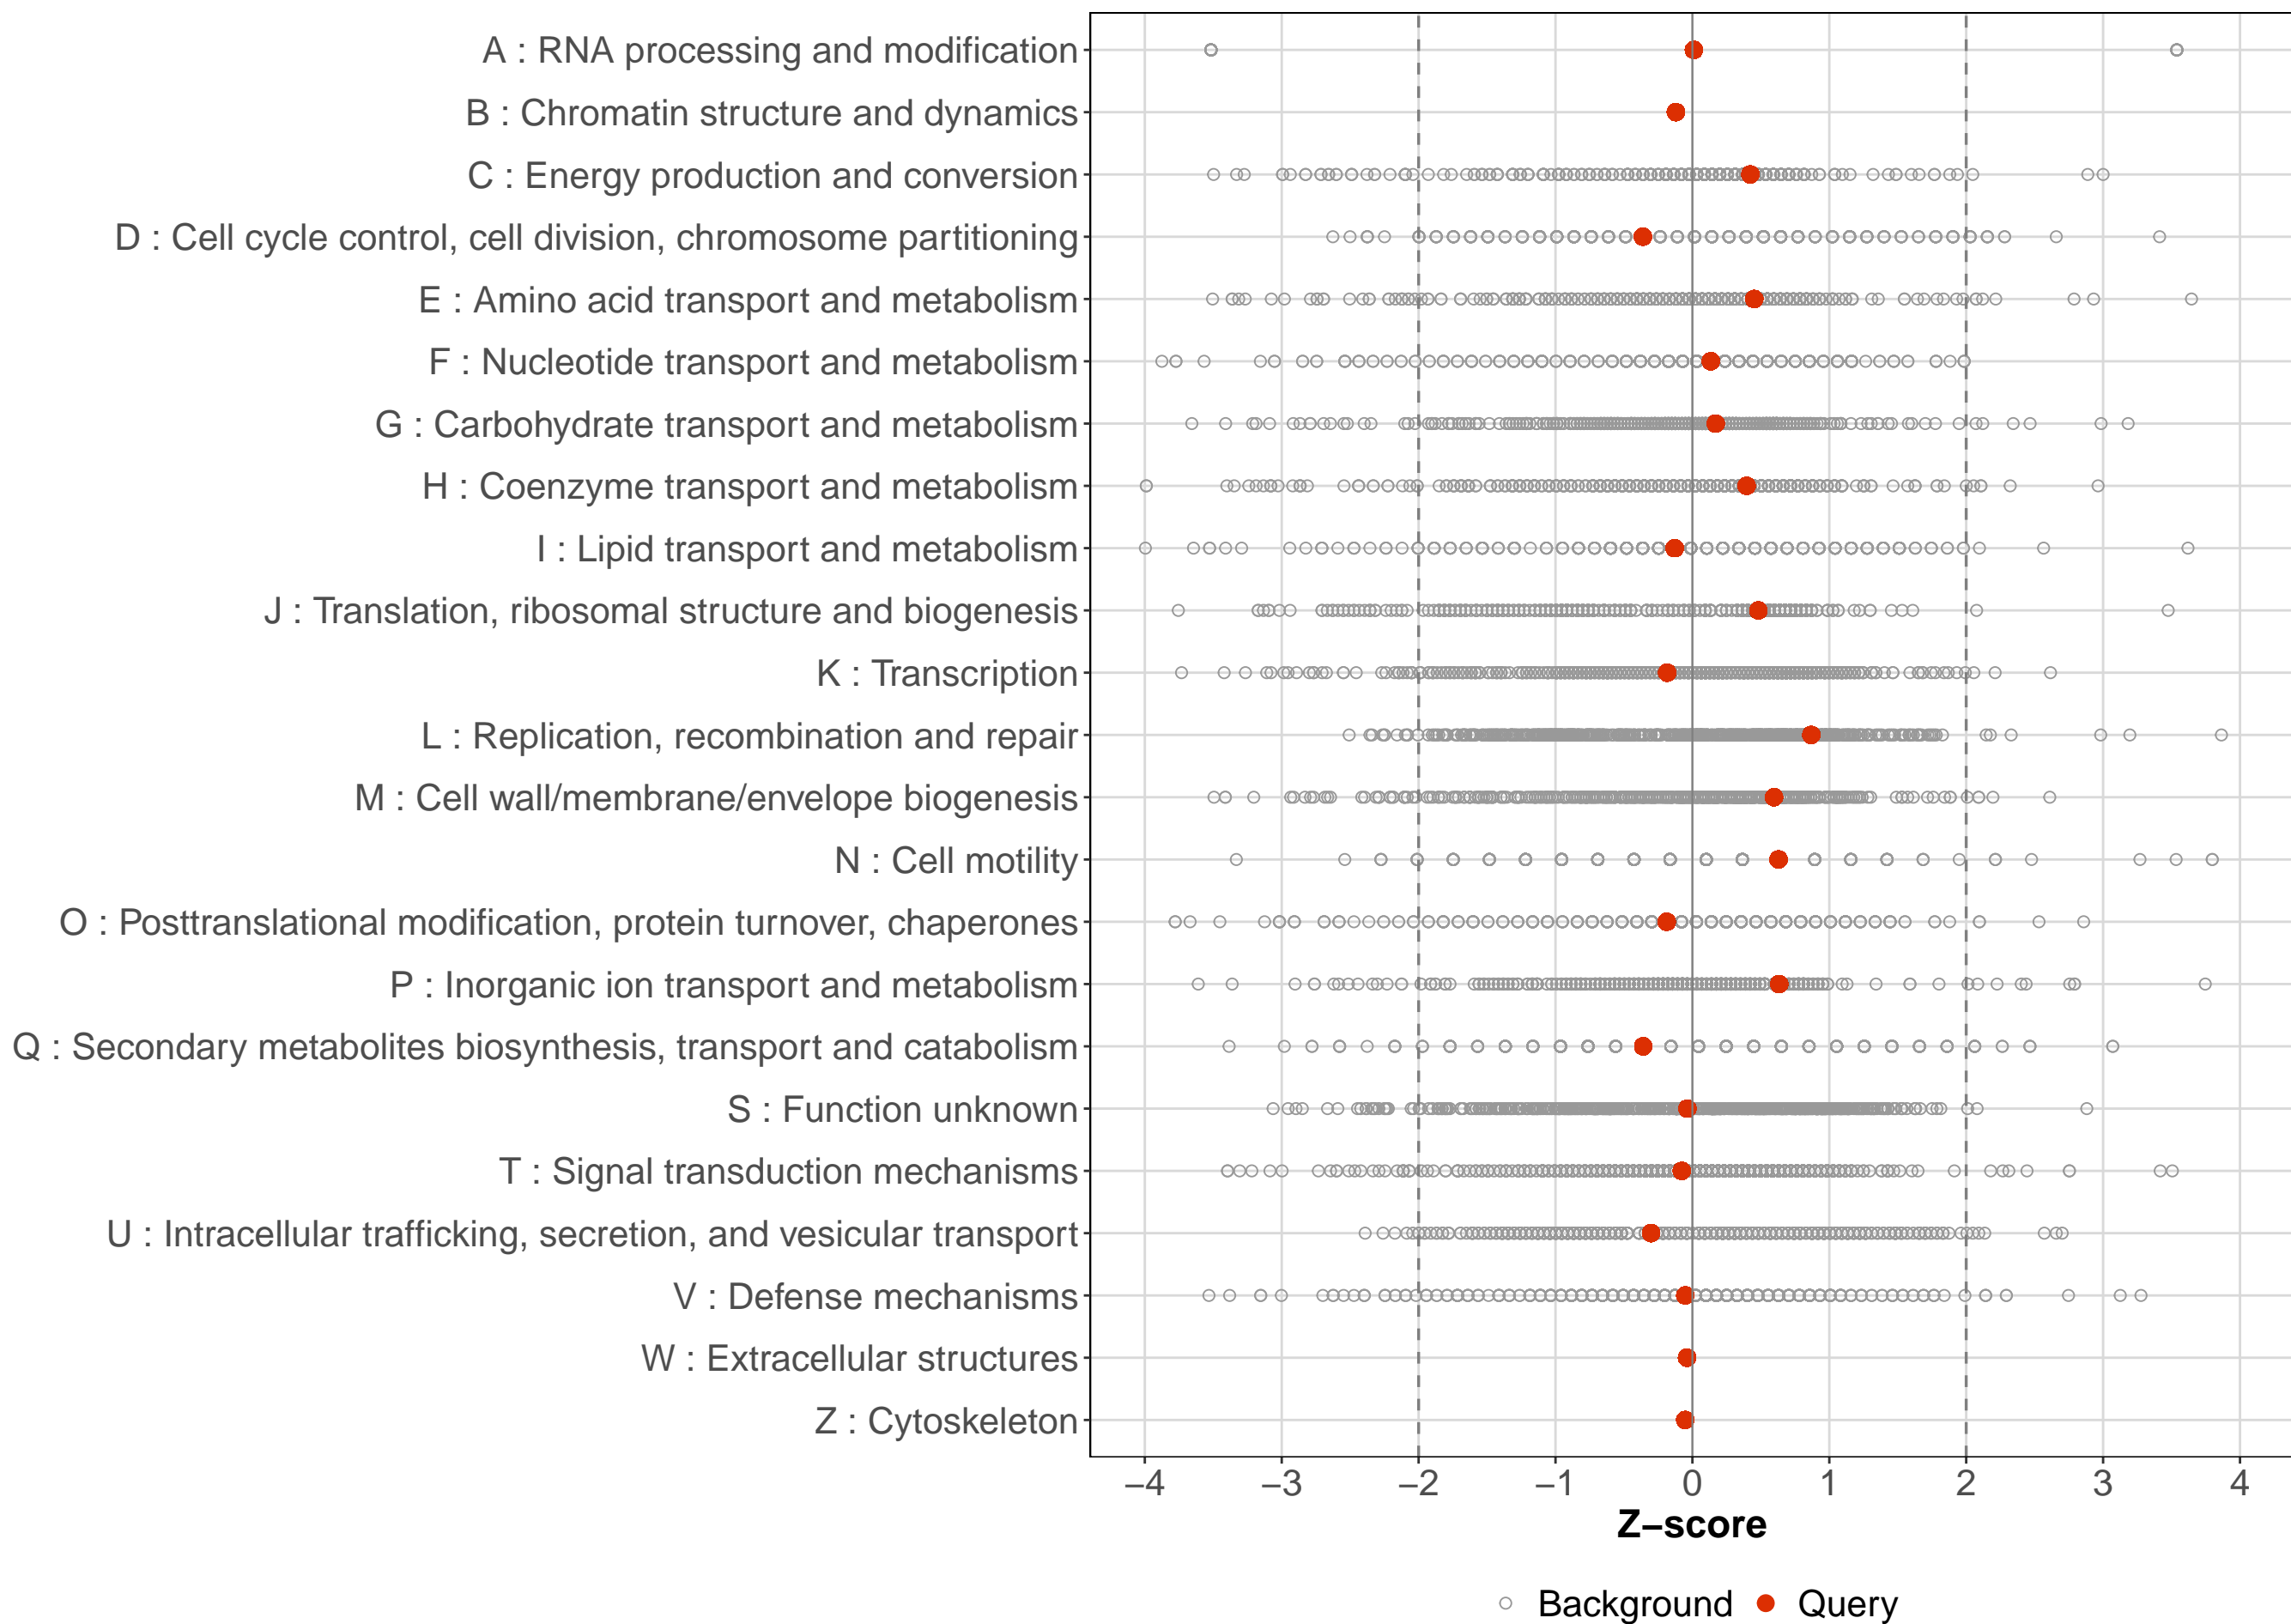 A : RNA processing and modification
B : Chromatin structure and dynamics
C : Energy production and conversion
D : Cell cycle control, cell division, chromosome partitioning
E : Amino acid transport and metabolism
F : Nucleotide transport and metabolism
G : Carbohydrate transport and metabolism
H : Coenzyme transport and metabolism
I : Lipid transport and metabolism
J : Translation, ribosomal structure and biogenesis
K : Transcription
L : Replication, recombination and repair
M : Cell wall/membrane/envelope biogenesis
N : Cell motility
O : Posttranslational modification, protein turnover, chaperones
P : Inorganic ion transport and metabolism
Q : Secondary metabolites biosynthesis, transport and catabolism
S : Function unknown
T : Signal transduction mechanisms
U : Intracellular trafficking, secretion, and vesicular transport
V : Defense mechanisms
W : Extracellular structures
Z : Cytoskeleton
−4 −3 −2 −1 0 1 2 3 4
Z−score
Background Query